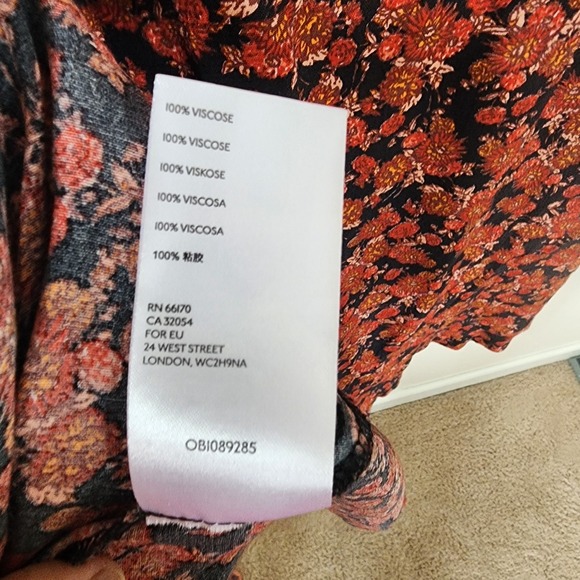 100% VISCOSE
100% VISCOSE
100% VISKOSE
100% VISCOSA
100% VISCOSA
100% 粘胶
RN 66170
CA 32054
FOR EU
24 WEST STREET
LONDON, WC2H9NA
OB1089285